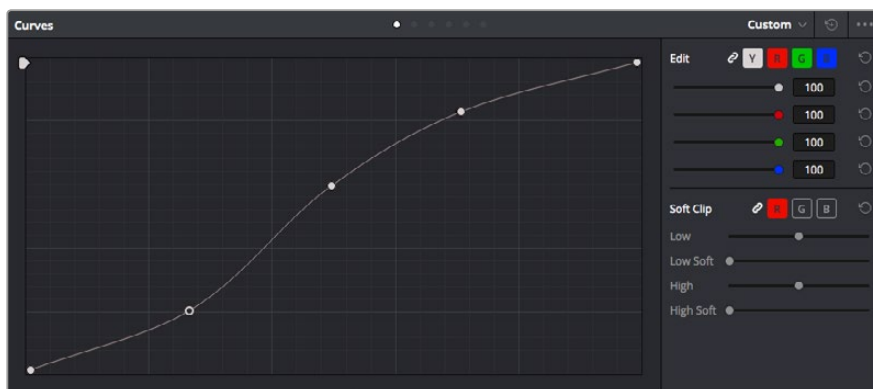 Curves
Custom
Edit
Y R G B
100
100
100
100
Soft Clip
R G B
Low
Low Soft
High
High Soft